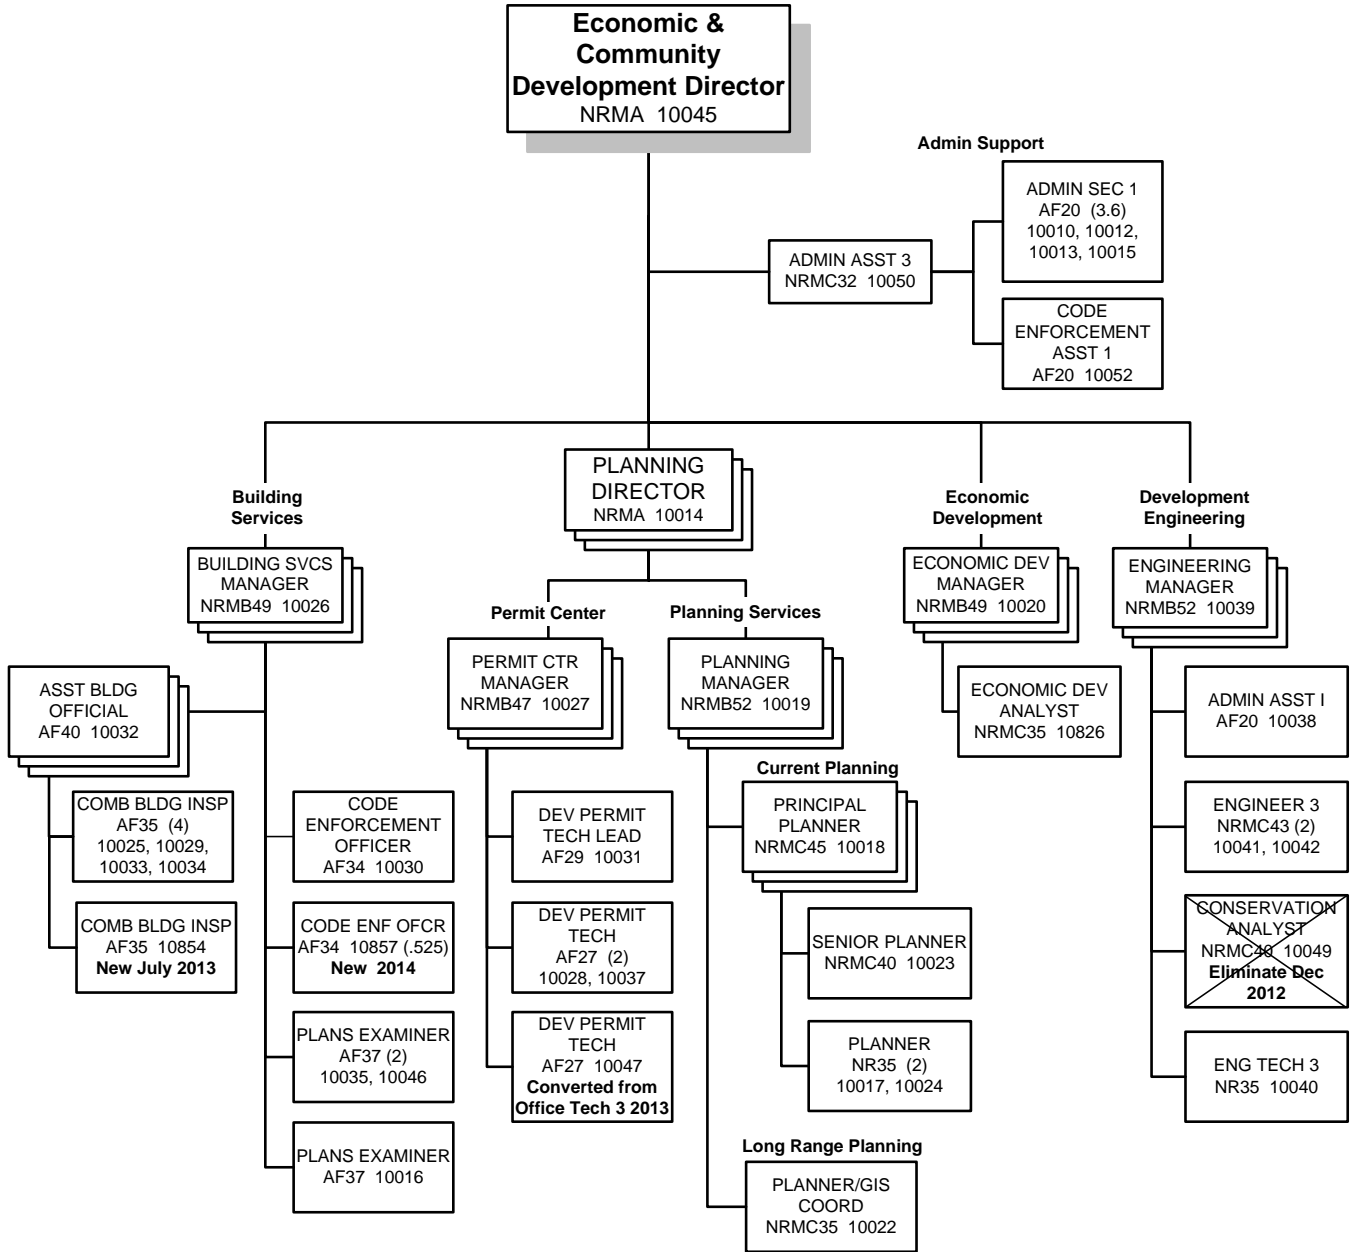 Economic &
Community
Development Director
NRMA 10045
Admin Support
ADMIN SEC 1
AF20 (3.6)
10010, 10012,
10013, 10015
ADMIN ASST 3
NRMC32 10050
CODE
ENFORCEMENT
ASST 1
AF20 10052
PLANNING
DIRECTOR
NRMA 10014
Building
Services
BUILDING SVCS
MANAGER
NRMB49 10026
ASST BLDG
OFFICIAL
AF40 10032
COMB BLDG INSP
AF35 (4)
10025, 10029,
10033, 10034
COMB BLDG INSP
AF35 10854
New July 2013
CODE
ENFORCEMENT
OFFICER
AF34 10030
CODE ENF OFCR
AF34 10857 (.525)
New 2014
PLANS EXAMINER
AF37 (2)
10035, 10046
PLANS EXAMINER
AF37 10016
Permit Center
PERMIT CTR
MANAGER
NRMB47 10027
DEV PERMIT
TECH LEAD
AF29 10031
DEV PERMIT
TECH
AF27 (2)
10028, 10037
DEV PERMIT
TECH
AF27 10047
Converted from
Office Tech 3 2013
Planning Services
PLANNING
MANAGER
NRMB52 10019
Current Planning
PRINCIPAL
PLANNER
NRMC45 10018
SENIOR PLANNER
NRMC40 10023
PLANNER
NR35 (2)
10017, 10024
Long Range Planning
PLANNER/GIS
COORD
NRMC35 10022
Economic
Development
ECONOMIC DEV
MANAGER
NRMB49 10020
ECONOMIC DEV
ANALYST
NRMC35 10826
Development
Engineering
ENGINEERING
MANAGER
NRMB52 10039
ADMIN ASST I
AF20 10038
ENGINEER 3
NRMC43 (2)
10041, 10042
CONSERVATION
ANALYST
NRMC40 10049
Eliminate Dec
2012
ENG TECH 3
NR35 10040